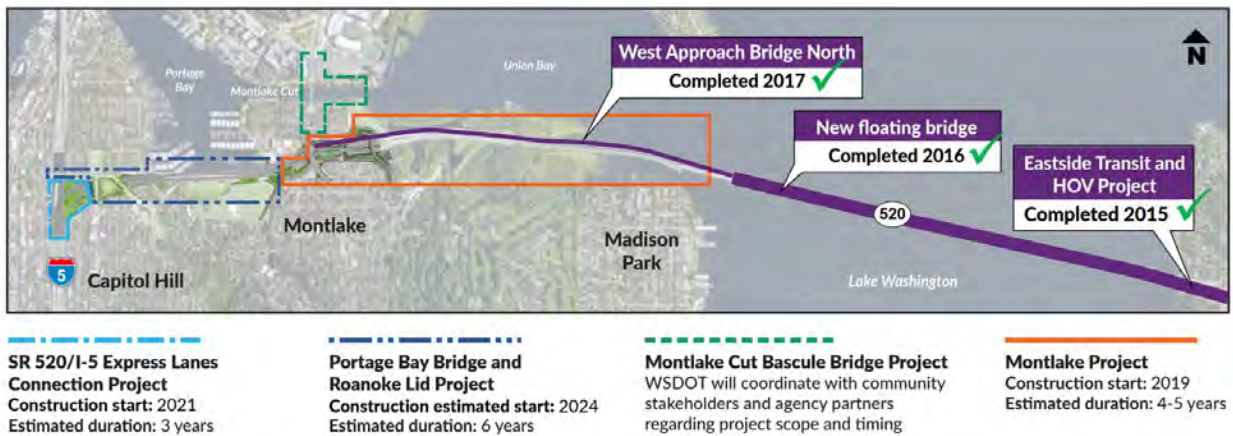 West Approach Bridge North
Completed 2017
N
Portage
Bay
Union Bay
Montlake Cut
New floating bridge
Completed 2016
Eastside Transit and
HOV Project
Completed 2015
520
Montlake
Madison
Park
5
Capitol Hill
Lake Washington
SR 520/I-5 Express Lanes
Connection Project
Construction start: 2021
Estimated duration: 3 years
Portage Bay Bridge and
Roanoke Lid Project
Construction estimated start: 2024
Estimated duration: 6 years
Montlake Cut Bascule Bridge Project
WSDOT will coordinate with community
stakeholders and agency partners
regarding project scope and timing
Montlake Project
Construction start: 2019
Estimated duration: 4-5 years